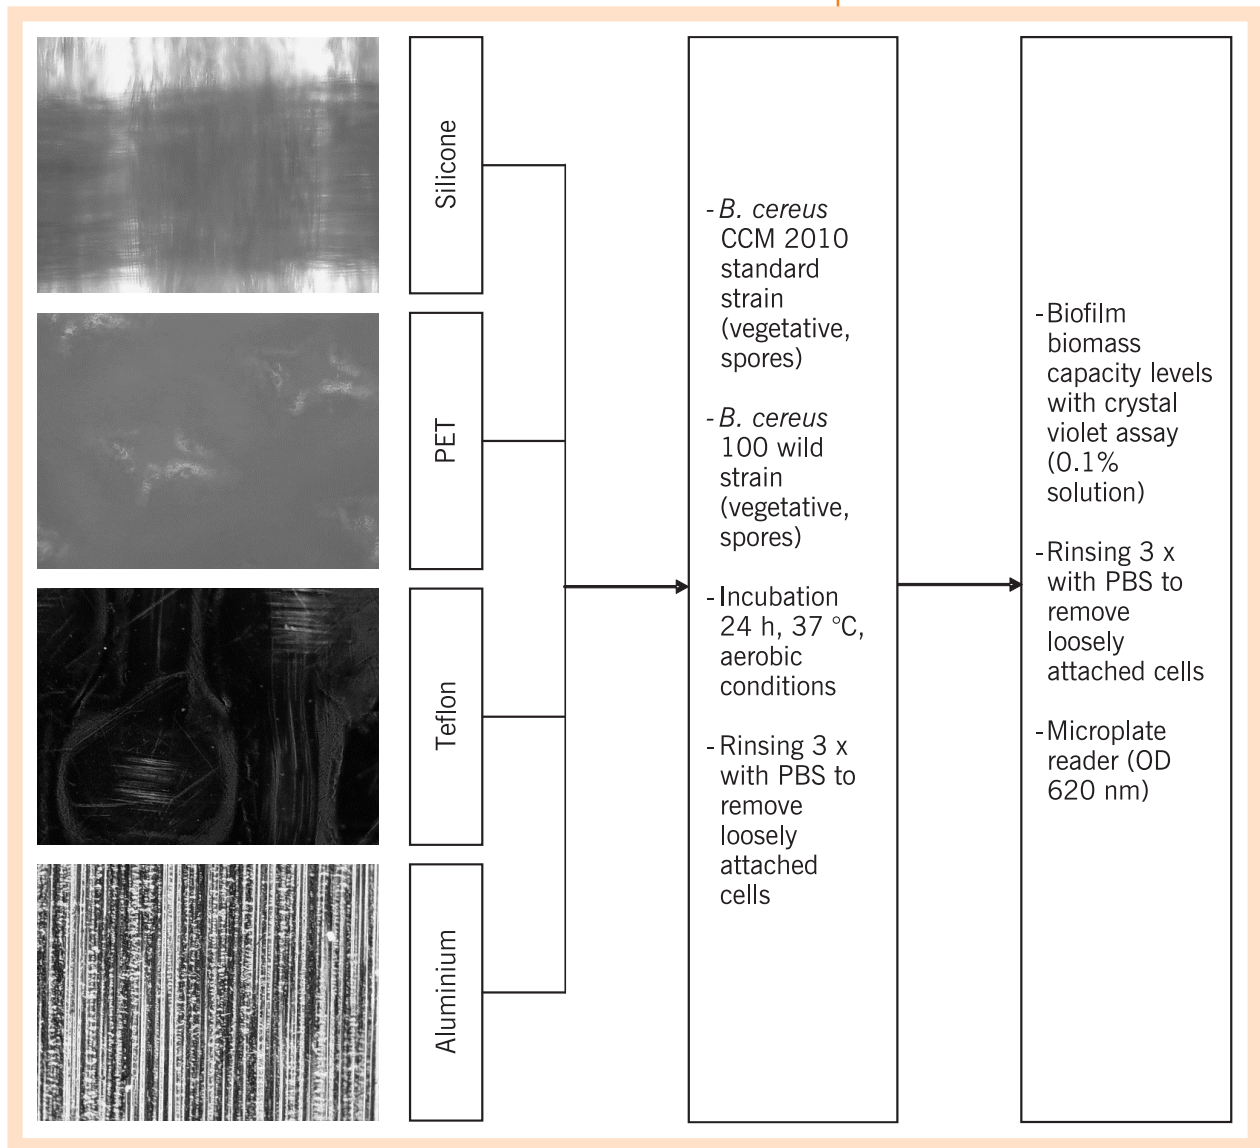 Silicone
PET
Teflon
Aluminium
-B. cereus
CCM 2010
standard
strain
(vegetative,
spores)
-B. cereus
100 wild
strain
(vegetative,
spores)
-Incubation
24 h, 37 °C,
aerobic
conditions
-Rinsing 3 x
with PBS to
remove
loosely
attached
cells
-Biofilm
biomass
capacity levels
with crystal
violet assay
(0.1%
solution)
-Rinsing 3 x
with PBS to
remove
loosely
attached cells
-Microplate
reader (OD
620 nm)